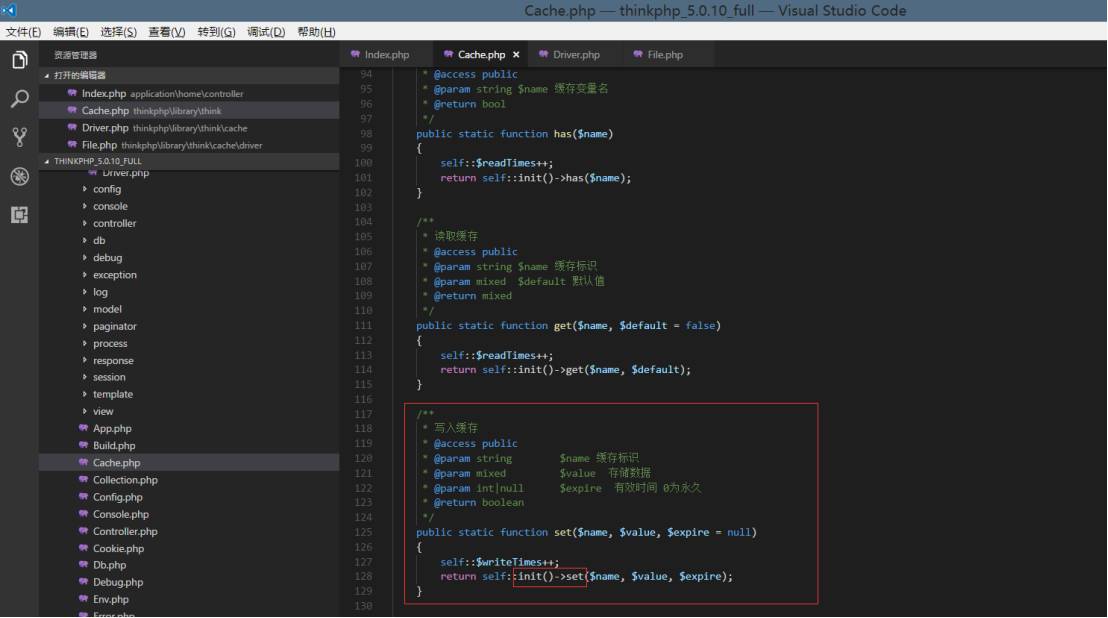 Cache.php — thinkphp_5.0.10_full — Visual Studio Code
文件(F) 编辑(E) 选择(S) 查看(V) 转到(G) 调试(D) 帮助(H)
资源管理器
打开的编辑器
Index.php application\home\controller
Cache.php thinkphp\library\think
Driver.php thinkphp\library\think\cache
File.php thinkphp\library\think\cache\driver
THINKPHP_5.0.10_FULL
Driver.php
config
console
controller
db
debug
exception
log
model
paginator
process
response
session
template
view
App.php
Build.php
Cache.php
Collection.php
Config.php
Console.php
Controller.php
Cookie.php
Db.php
Debug.php
Env.php
Error.php
Index.php Cache.php × Driver.php File.php
94 * @access public
95 * @param string $name 缓存变量名
96 * @return bool
97 */
98 public static function has($name)
99 {
100 self::$readTimes++;
101 return self::init()->has($name);
102 }
103
104 /**
105 * 读取缓存
106 * @access public
107 * @param string $name 缓存标识
108 * @param mixed $default 默认值
109 * @return mixed
110 */
111 public static function get($name, $default = false)
112 {
113 self::$readTimes++;
114 return self::init()->get($name, $default);
115 }
116
117 /**
118 * 写入缓存
119 * @access public
120 * @param string $name 缓存标识
121 * @param mixed $value 存储数据
122 * @param int|null $expire 有效时间 0为永久
123 * @return boolean
124 */
125 public static function set($name, $value, $expire = null)
126 {
127 self::$writeTimes++;
128 return self::init()->set($name, $value, $expire);
129 }
130